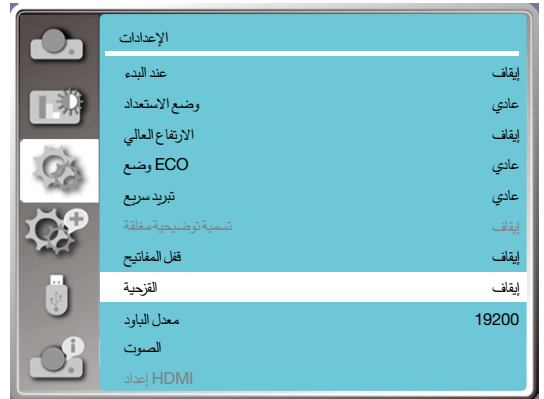 الإعدادات
عند البدء إيقاف
وضع الاستعداد عادي
الارتفاع العالي إيقاف
ECO وضع عادي
تبريد سريع عادي
تسمية توضيحية مغلقة إيقاف
قفل المفاتيح إيقاف
القزحية إيقاف
معدل الباود 19200
الصوت
HDMI إعداد